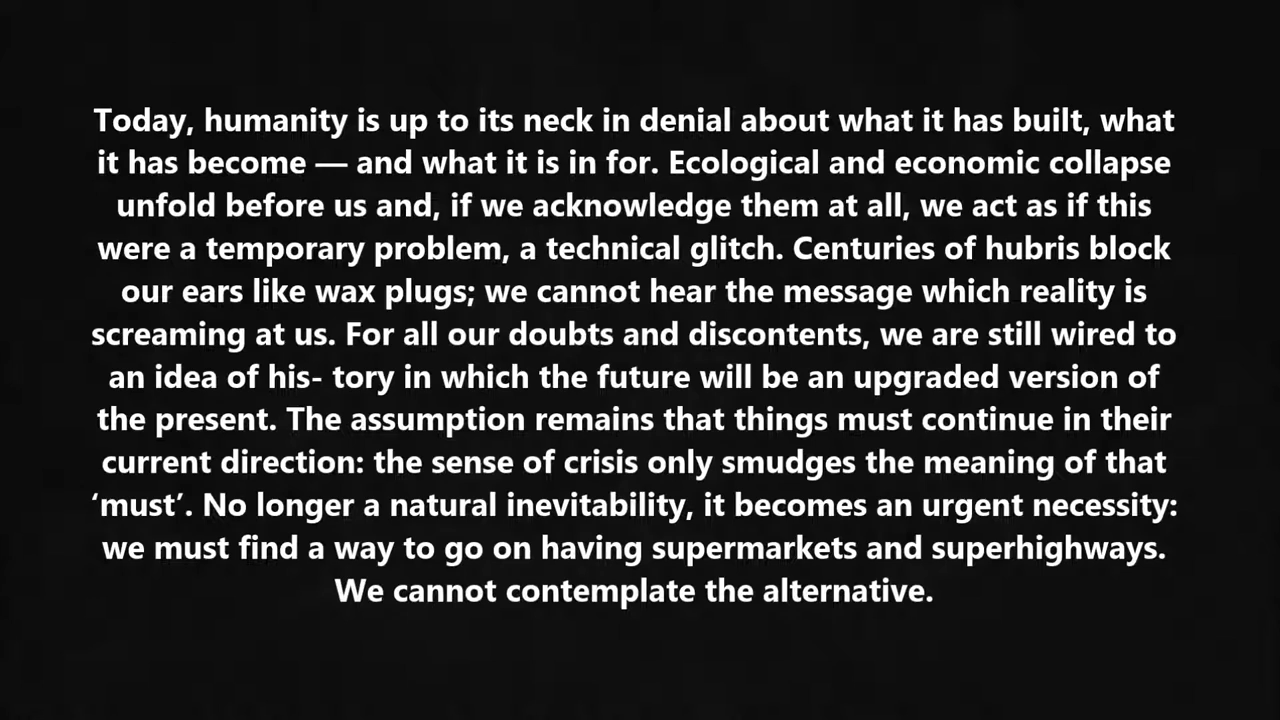 Today, humanity is up to its neck in denial about what it has built, what
it has become — and what it is in for. Ecological and economic collapse
unfold before us and, if we acknowledge them at all, we act as if this
were a temporary problem, a technical glitch. Centuries of hubris block
our ears like wax plugs; we cannot hear the message which reality is
screaming at us. For all our doubts and discontents, we are still wired to
an idea of his- tory in which the future will be an upgraded version of
the present. The assumption remains that things must continue in their
current direction: the sense of crisis only smudges the meaning of that
‘must’. No longer a natural inevitability, it becomes an urgent necessity:
we must find a way to go on having supermarkets and superhighways.
We cannot contemplate the alternative.